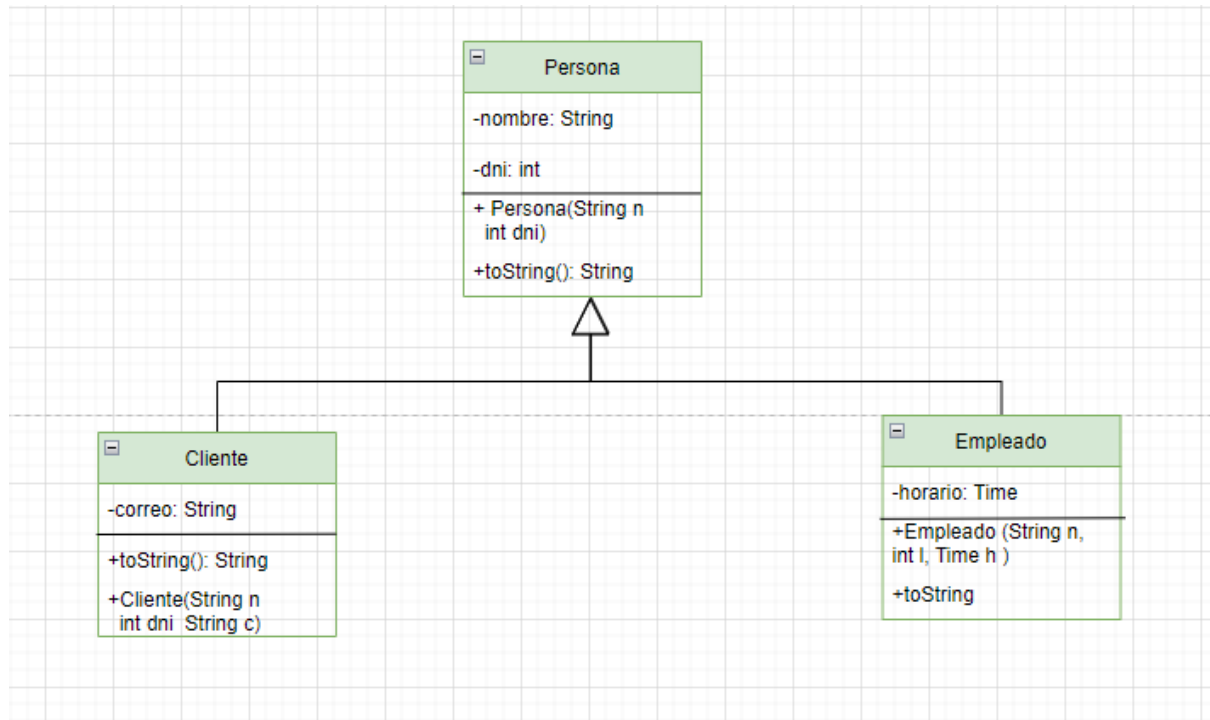 Persona
-nombre: String
-dni: int
+ Persona(String n
int dni)
+toString(): String
Cliente
-correo: String
+toString(): String
+Cliente(String n
int dni  String c)
Empleado
-horario: Time
+Empleado (String n,
int l, Time h )
+toString